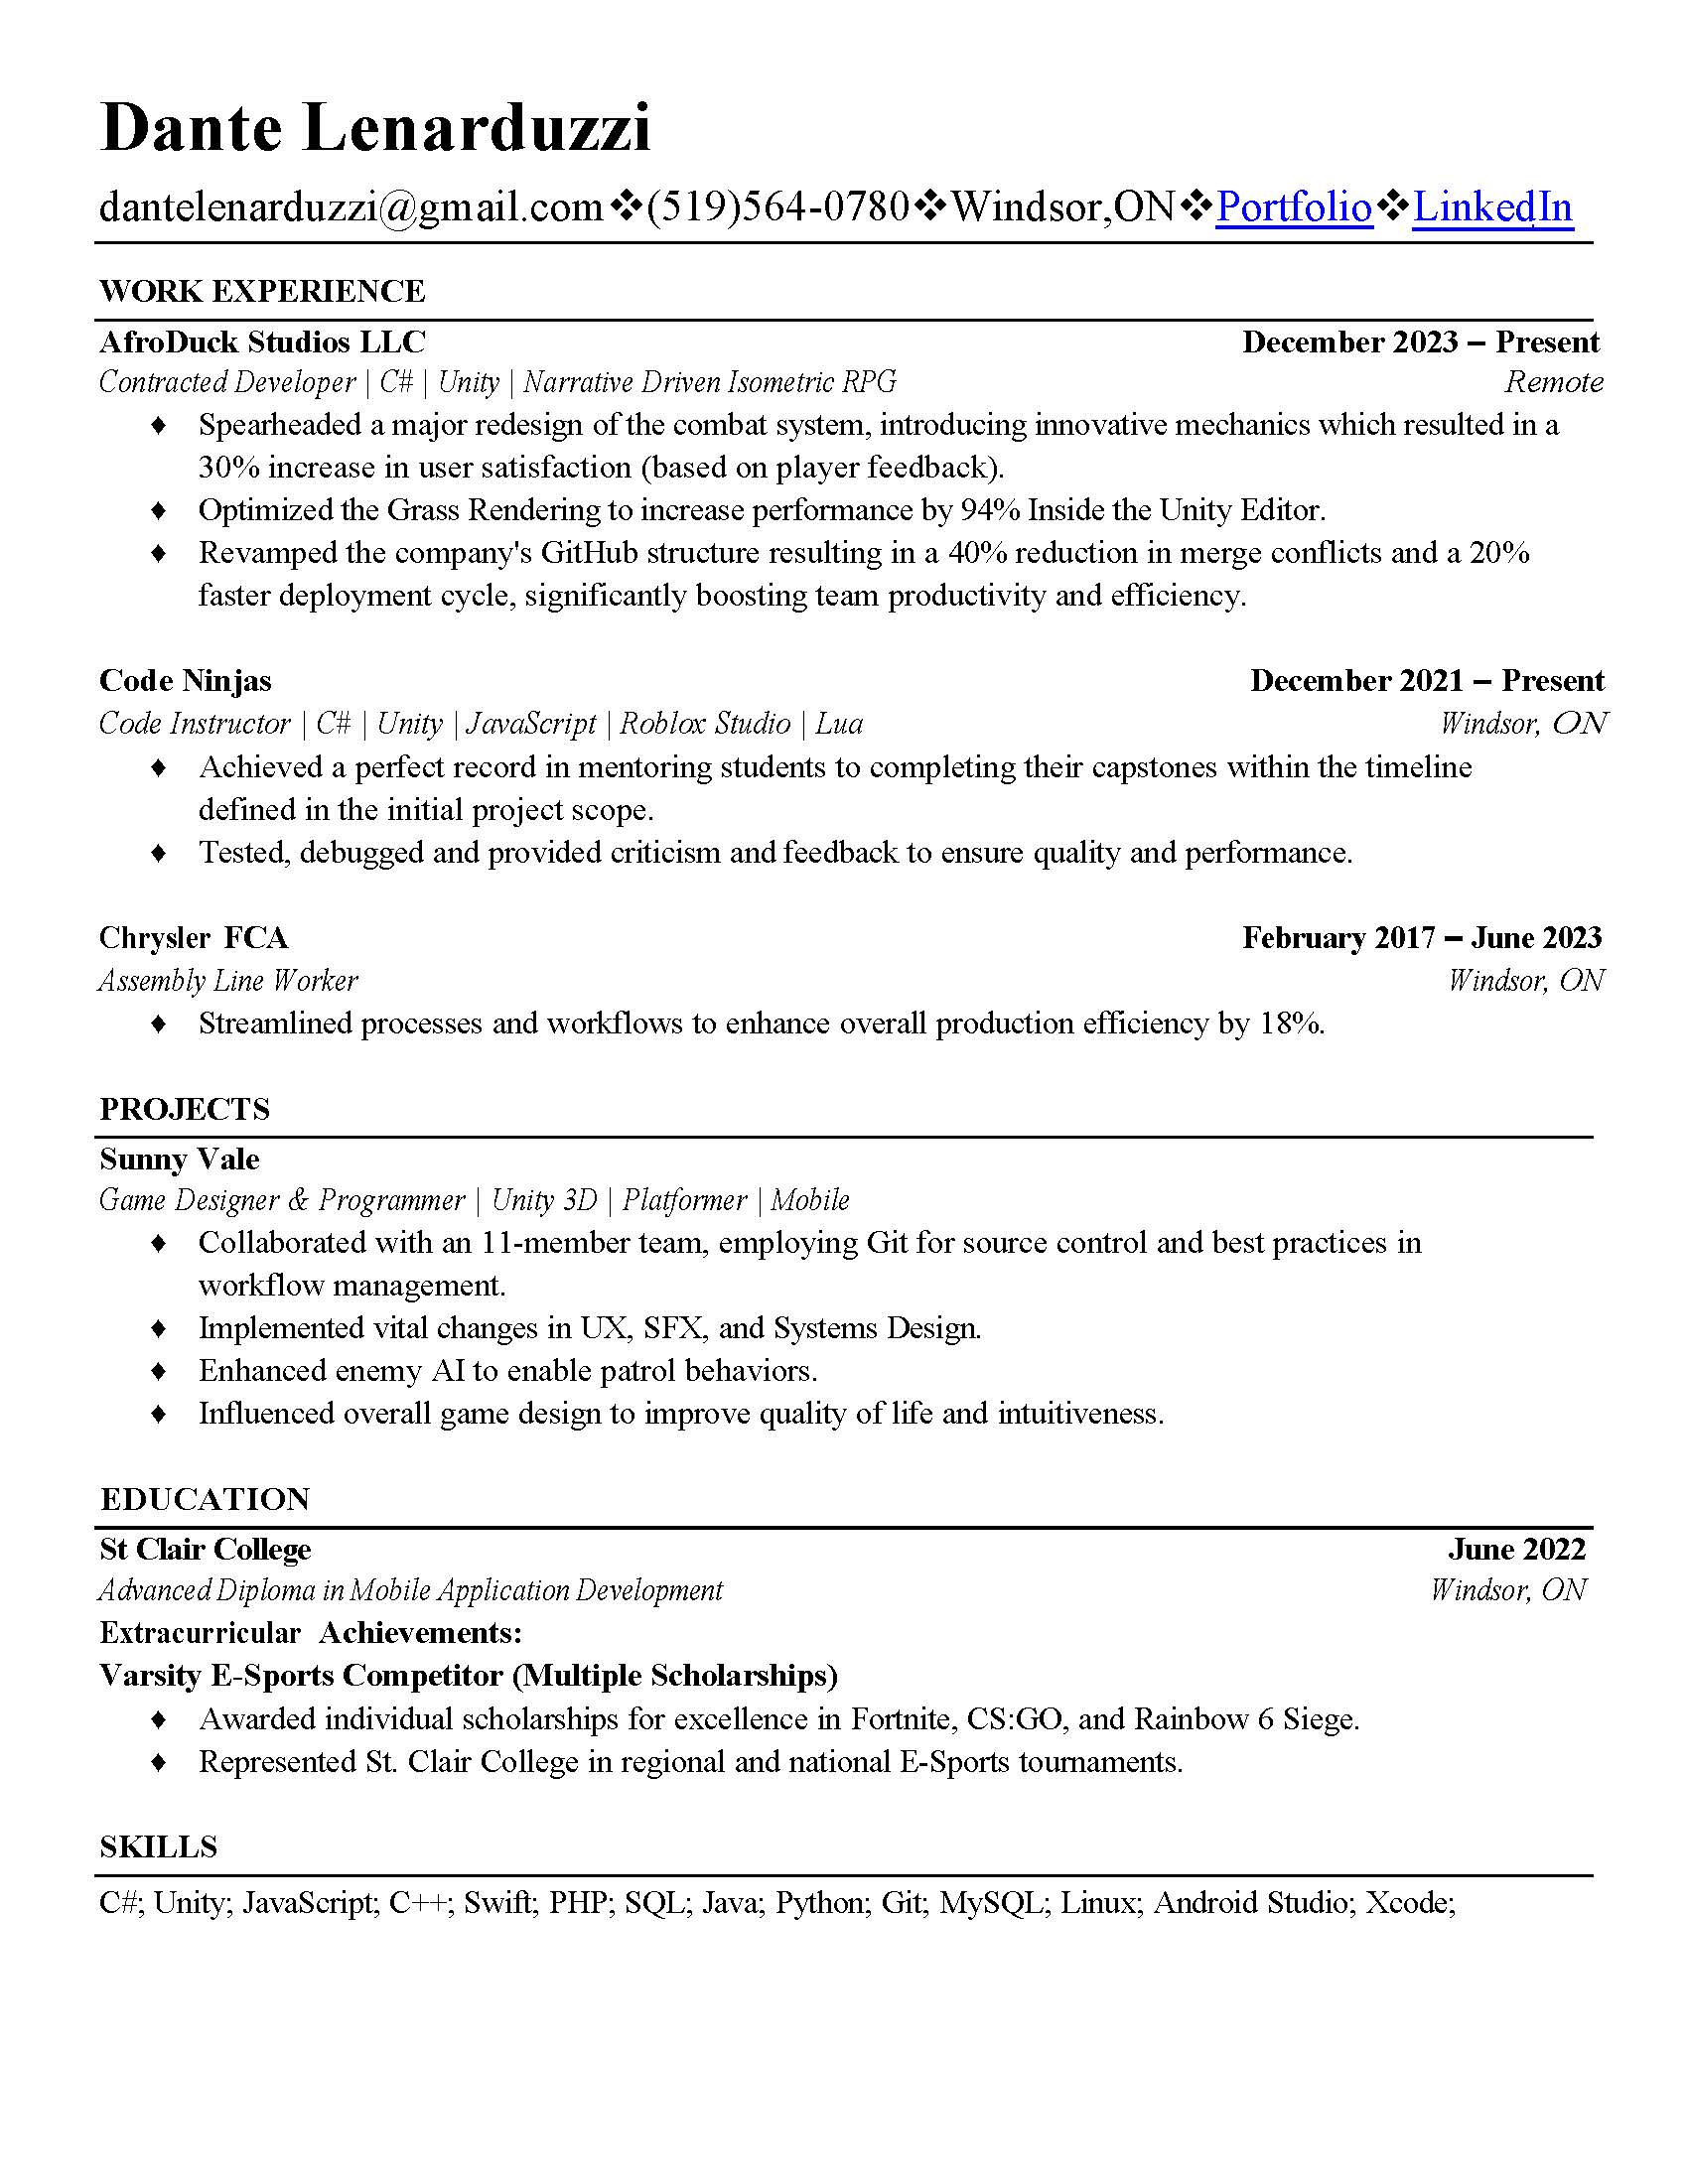 Dante Lenarduzzi
dantelenarduzzi@gmail.com❖(519)564-0780❖Windsor,ON❖Portfolio❖LinkedIn
WORK EXPERIENCE
AfroDuck Studios LLC December 2023 – Present
Contracted Developer | C# | Unity | Narrative Driven Isometric RPG Remote
♦ Spearheaded a major redesign of the combat system, introducing innovative mechanics which resulted in a
30% increase in user satisfaction (based on player feedback).
♦ Optimized the Grass Rendering to increase performance by 94% Inside the Unity Editor.
♦ Revamped the company's GitHub structure resulting in a 40% reduction in merge conflicts and a 20%
faster deployment cycle, significantly boosting team productivity and efficiency.
Code Ninjas December 2021 – Present
Code Instructor | C# | Unity | JavaScript | Roblox Studio | Lua Windsor, ON
♦ Achieved a perfect record in mentoring students to completing their capstones within the timeline
defined in the initial project scope.
♦ Tested, debugged and provided criticism and feedback to ensure quality and performance.
Chrysler FCA February 2017 – June 2023
Assembly Line Worker Windsor, ON
♦ Streamlined processes and workflows to enhance overall production efficiency by 18%.
PROJECTS
Sunny Vale
Game Designer & Programmer | Unity 3D | Platformer | Mobile
♦ Collaborated with an 11-member team, employing Git for source control and best practices in
workflow management.
♦ Implemented vital changes in UX, SFX, and Systems Design.
♦ Enhanced enemy AI to enable patrol behaviors.
♦ Influenced overall game design to improve quality of life and intuitiveness.
EDUCATION
St Clair College June 2022
Advanced Diploma in Mobile Application Development Windsor, ON
Extracurricular Achievements:
Varsity E-Sports Competitor (Multiple Scholarships)
♦ Awarded individual scholarships for excellence in Fortnite, CS:GO, and Rainbow 6 Siege.
♦ Represented St. Clair College in regional and national E-Sports tournaments.
SKILLS
C#; Unity; JavaScript; C++; Swift; PHP; SQL; Java; Python; Git; MySQL; Linux; Android Studio; Xcode;